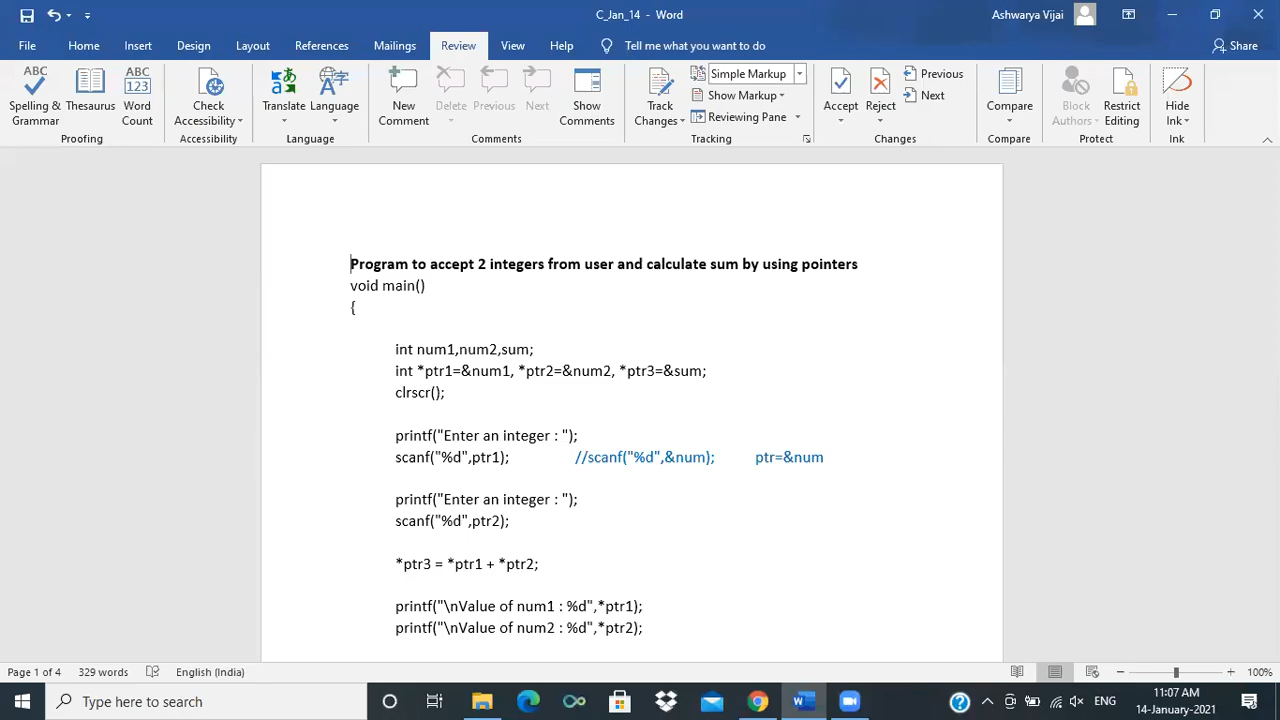 C_Jan_14 - Word
Ashwarya Vijai
File Home Insert Design Layout References Mailings Review View Help Tell me what you want to do Share
Spelling & Grammar
Thesaurus
Word Count
Proofing
Check Accessibility
Accessibility
Translate
Language
Language
New Comment
Delete
Previous
Next
Show Comments
Comments
Track Changes
Simple Markup
Show Markup
Reviewing Pane
Tracking
Accept
Reject
Previous
Next
Changes
Compare
Compare
Block Authors
Restrict Editing
Protect
Hide Ink
Ink
Program to accept 2 integers from user and calculate sum by using pointers
void main()
{
int num1,num2,sum;
int *ptr1=&num1, *ptr2=&num2, *ptr3=&sum;
clrscr();
printf("Enter an integer : ");
scanf("%d",ptr1); //scanf("%d",&num); ptr=&num
printf("Enter an integer : ");
scanf("%d",ptr2);
*ptr3 = *ptr1 + *ptr2;
printf("\nValue of num1 : %d",*ptr1);
printf("\nValue of num2 : %d",*ptr2);
Page 1 of 4 329 words English (India) 100%
Type here to search
ENG
11:07 AM
14-January-2021